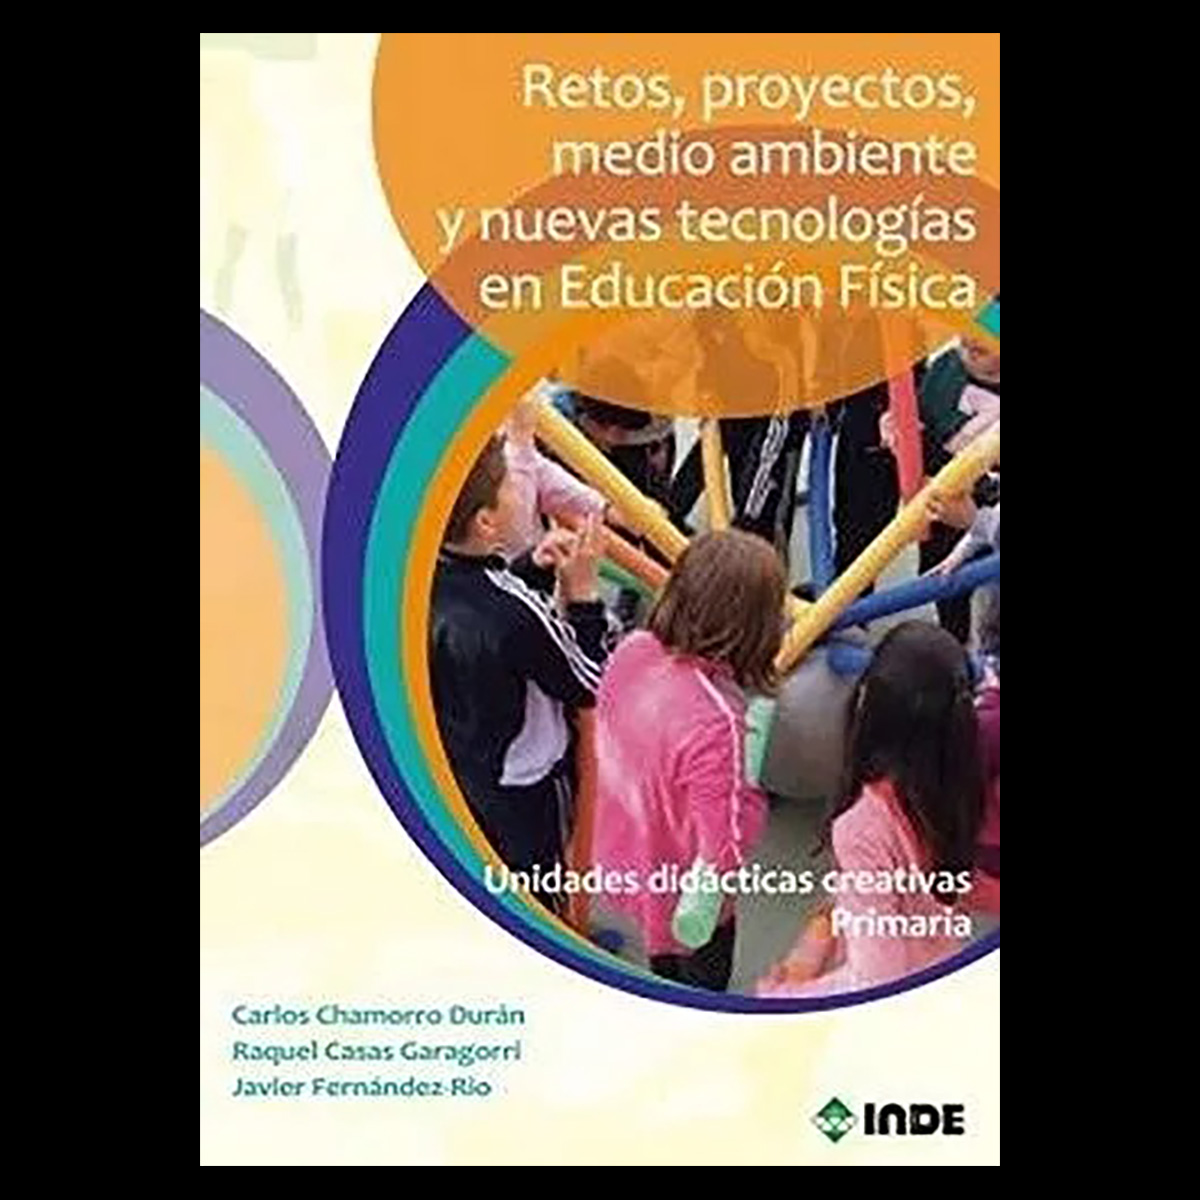 Retos, proyectos,
medio ambiente
y nuevas tecnologías
en Educación Física
Unidades didácticas creativas
Primaria
Carlos Chamorro Durán
Raquel Casas Garagorri
Javier Fernández-Río
INDE